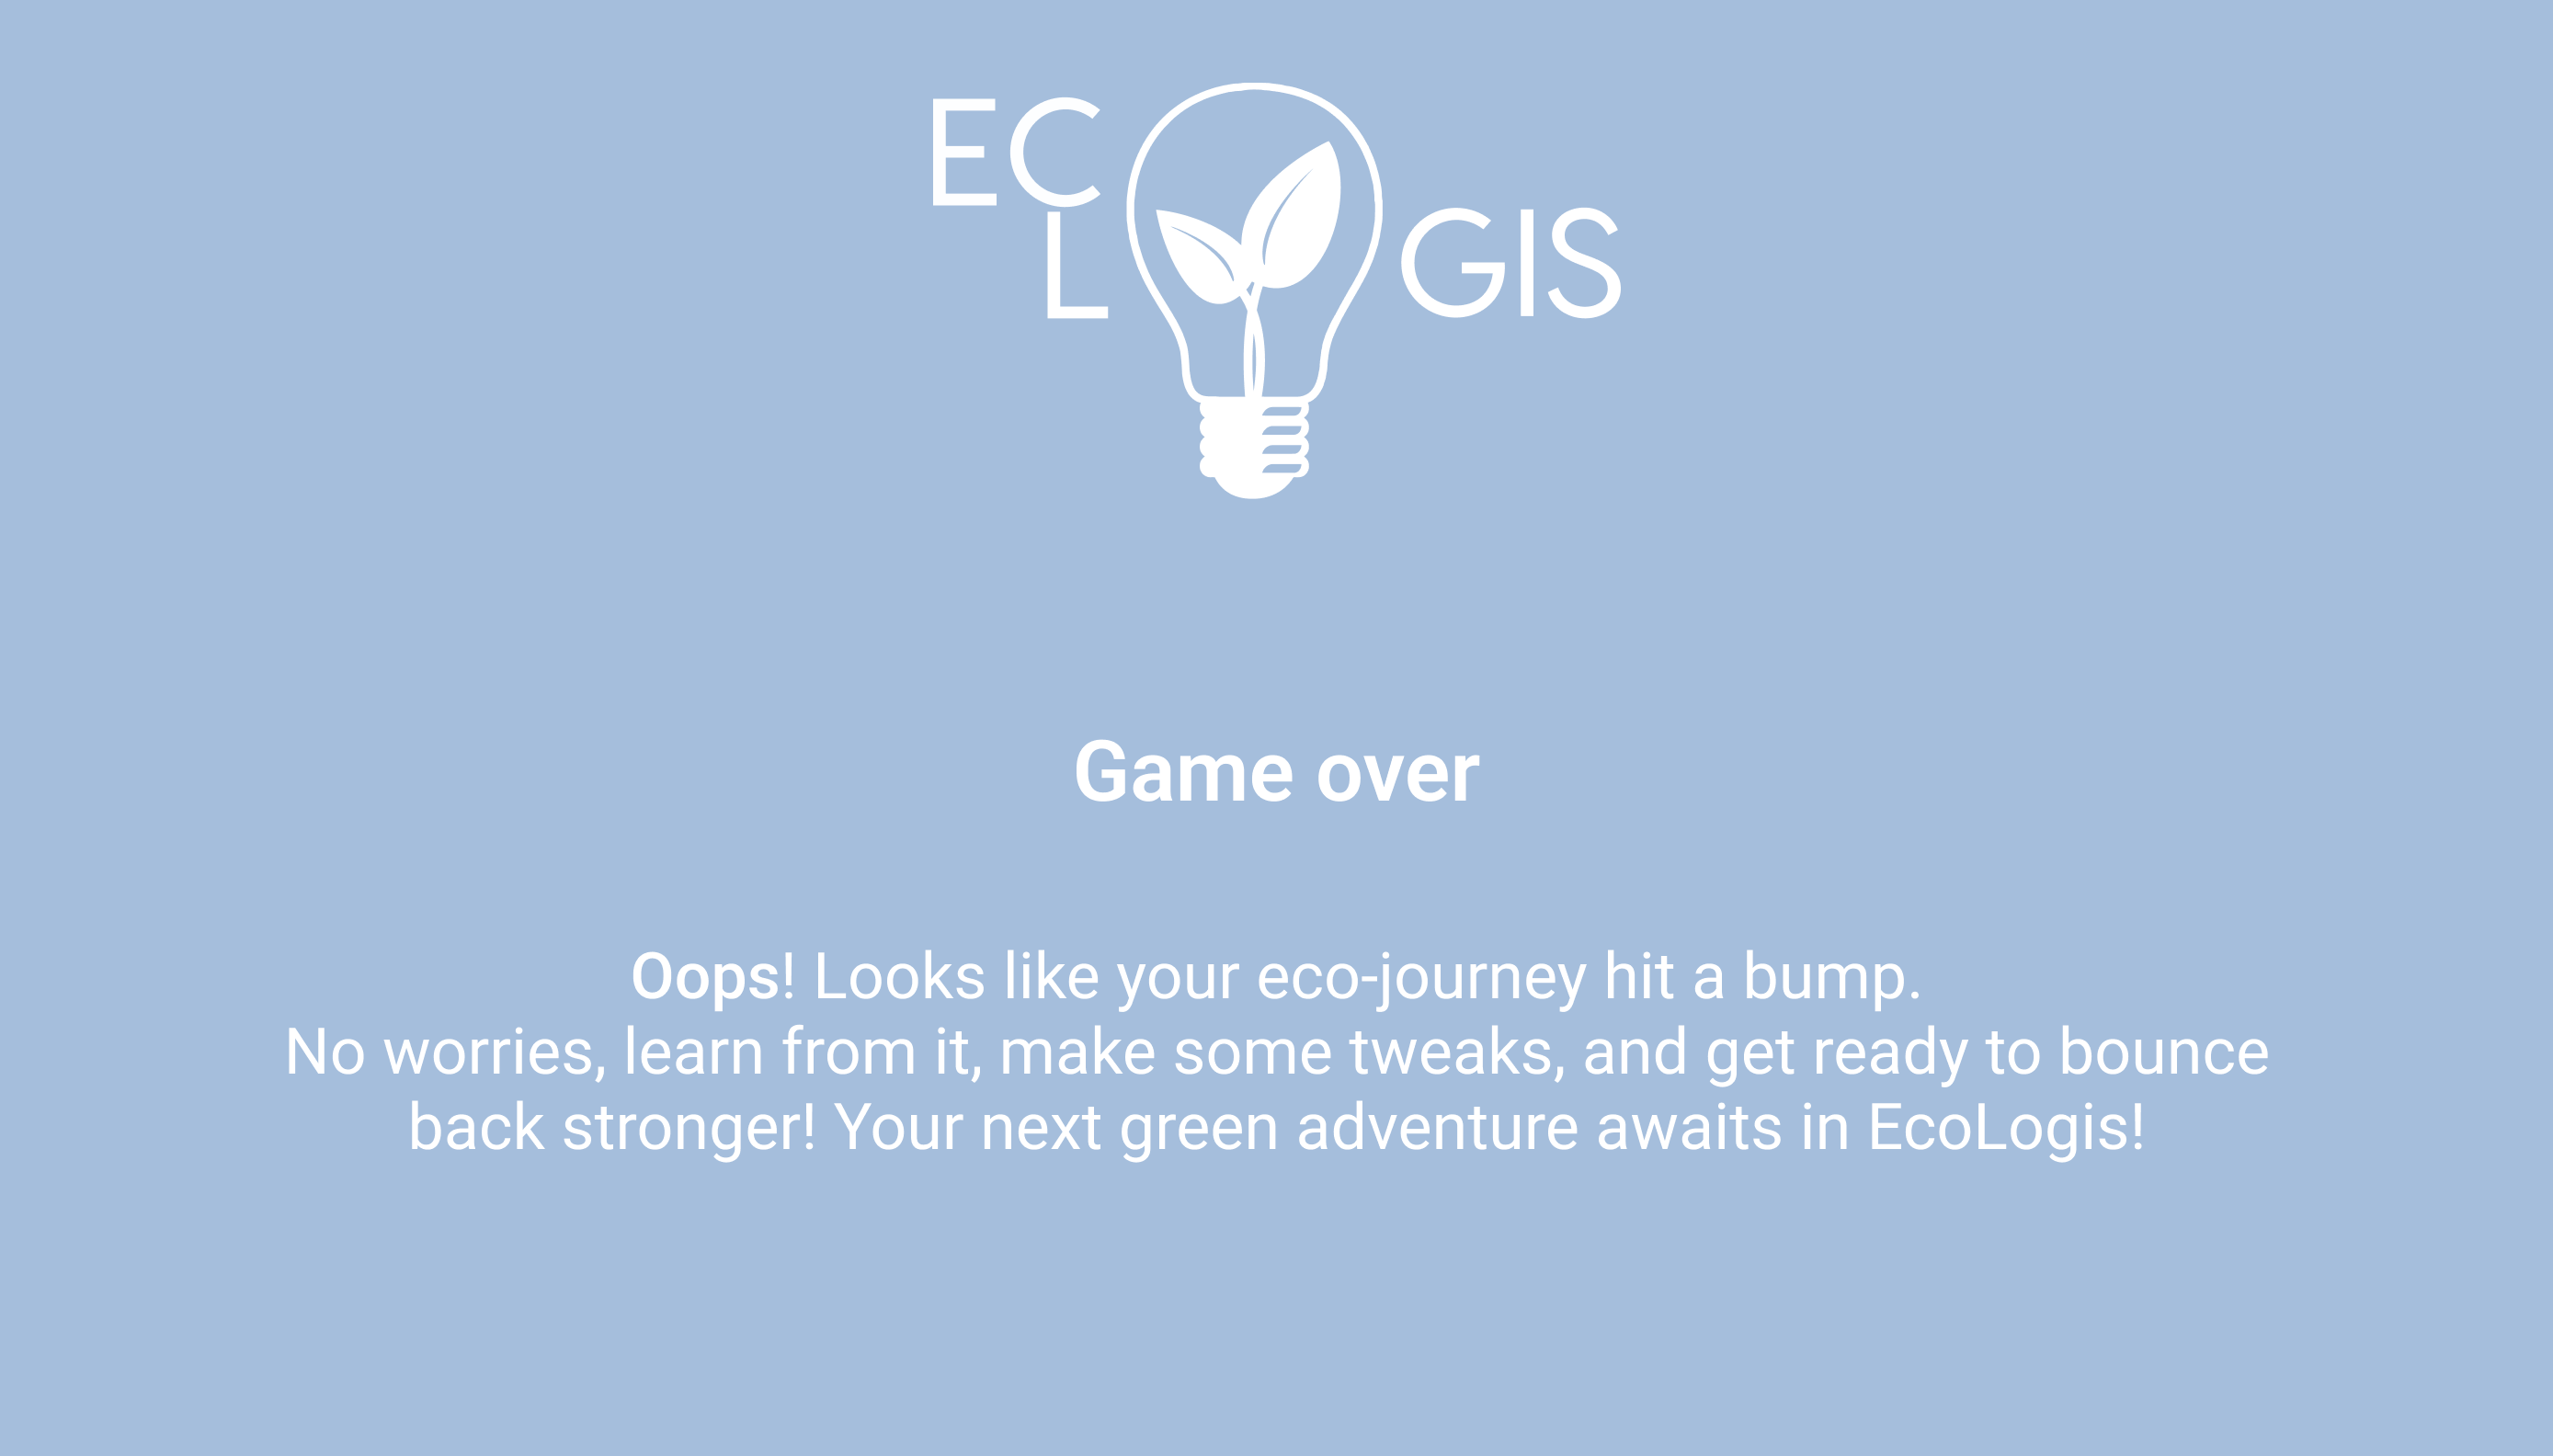 EC
L GIS
Game over
Oops! Looks like your eco-journey hit a bump.
No worries, learn from it, make some tweaks, and get ready to bounce
back stronger! Your next green adventure awaits in EcoLogis!